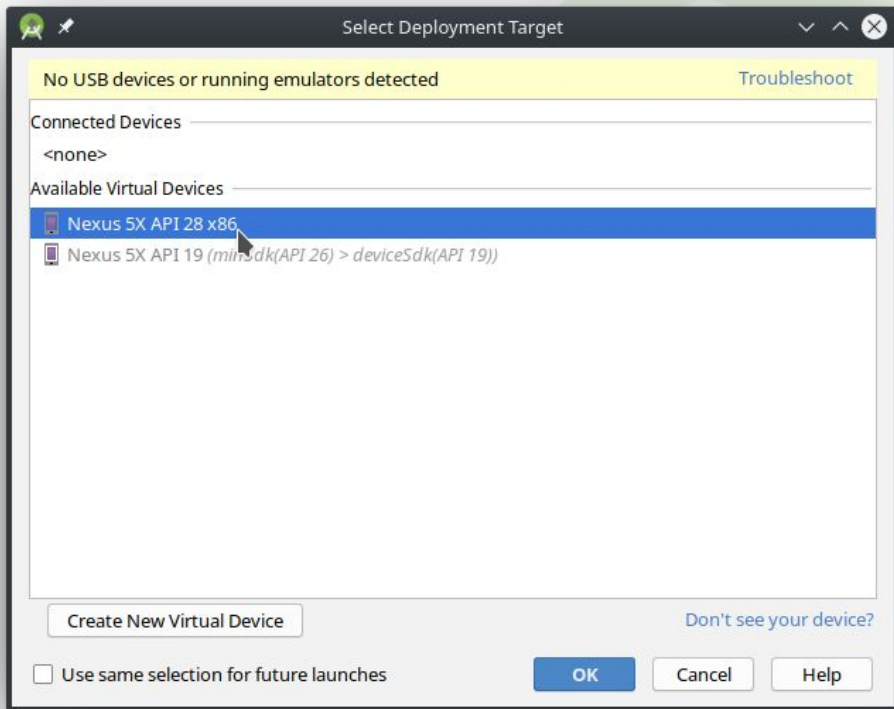 Select Deployment Target
No USB devices or running emulators detected Troubleshoot
Connected Devices
<none>
Available Virtual Devices
Nexus 5X API 28 x86
Nexus 5X API 19 (minSdk(API 26) > deviceSdk(API 19))
Create New Virtual Device Don't see your device?
Use same selection for future launches OK Cancel Help